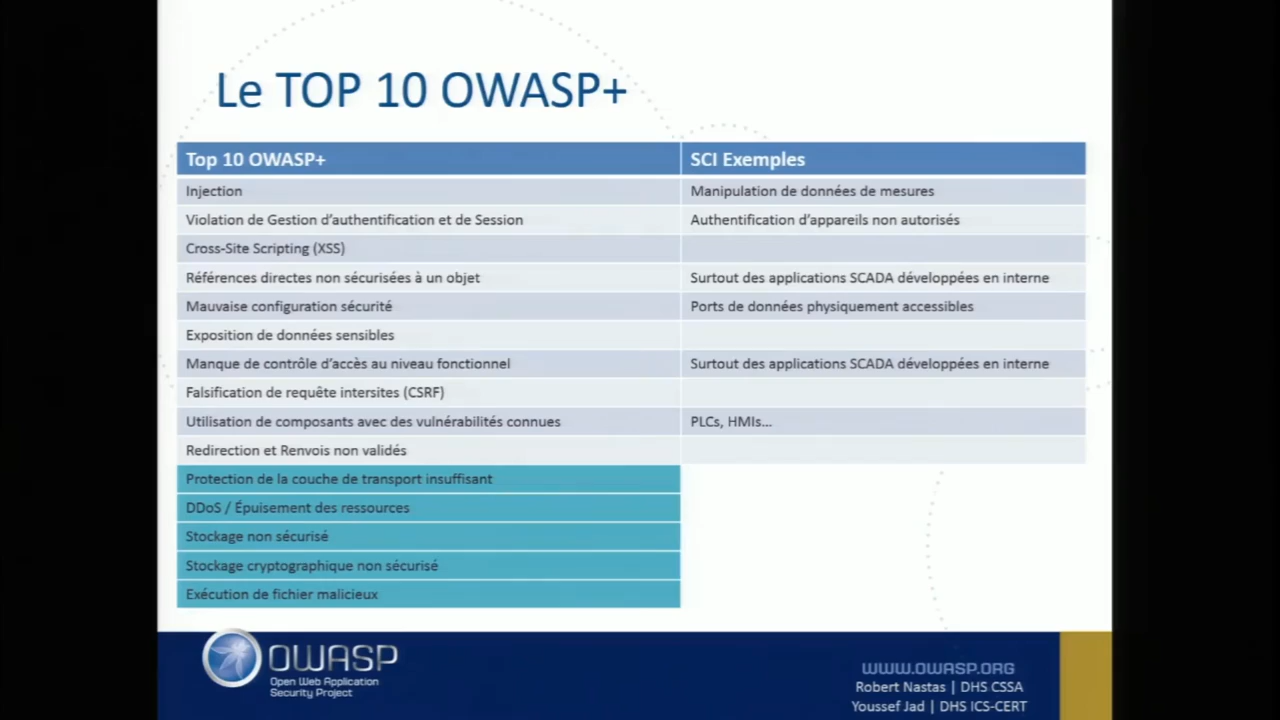 Le TOP 10 OWASP+
Top 10 OWASP+ SCI Exemples
Injection Manipulation de données de mesures
Violation de Gestion d'authentification et de Session Authentification d'appareils non autorisés
Cross-Site Scripting (XSS)
Références directes non sécurisées à un objet Surtout des applications SCADA développées en interne
Mauvaise configuration sécurité Ports de données physiquement accessibles
Exposition de données sensibles
Manque de contrôle d'accès au niveau fonctionnel Surtout des applications SCADA développées en interne
Falsification de requête intersites (CSRF)
Utilisation de composants avec des vulnérabilités connues PLCs, HMIs...
Redirection et Renvois non validés
Protection de la couche de transport insuffisant
DDoS / Épuisement des ressources
Stockage non sécurisé
Stockage cryptographique non sécurisé
Exécution de fichier malicieux
OWASP
Open Web Application
Security Project
WWW.OWASP.ORG
Robert Nastas | DHS CSSA
Youssef Jad | DHS ICS-CERT